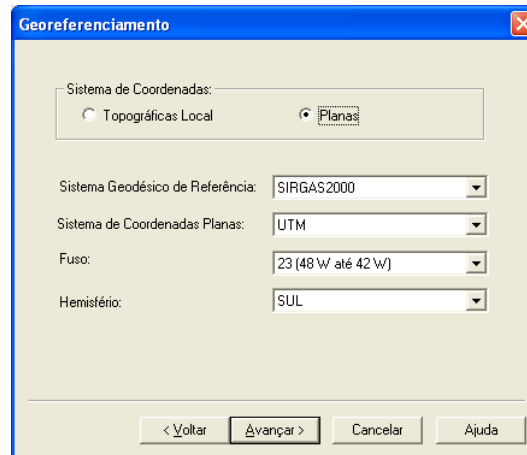 Georeferenciamento
Sistema de Coordenadas:
Topográficas Local
Planas
Sistema Geodésico de Referência: SIRGAS2000
Sistema de Coordenadas Planas: UTM
Fuso: 23 (48 W até 42 W)
Hemisfério: SUL
< Voltar Avançar > Cancelar Ajuda